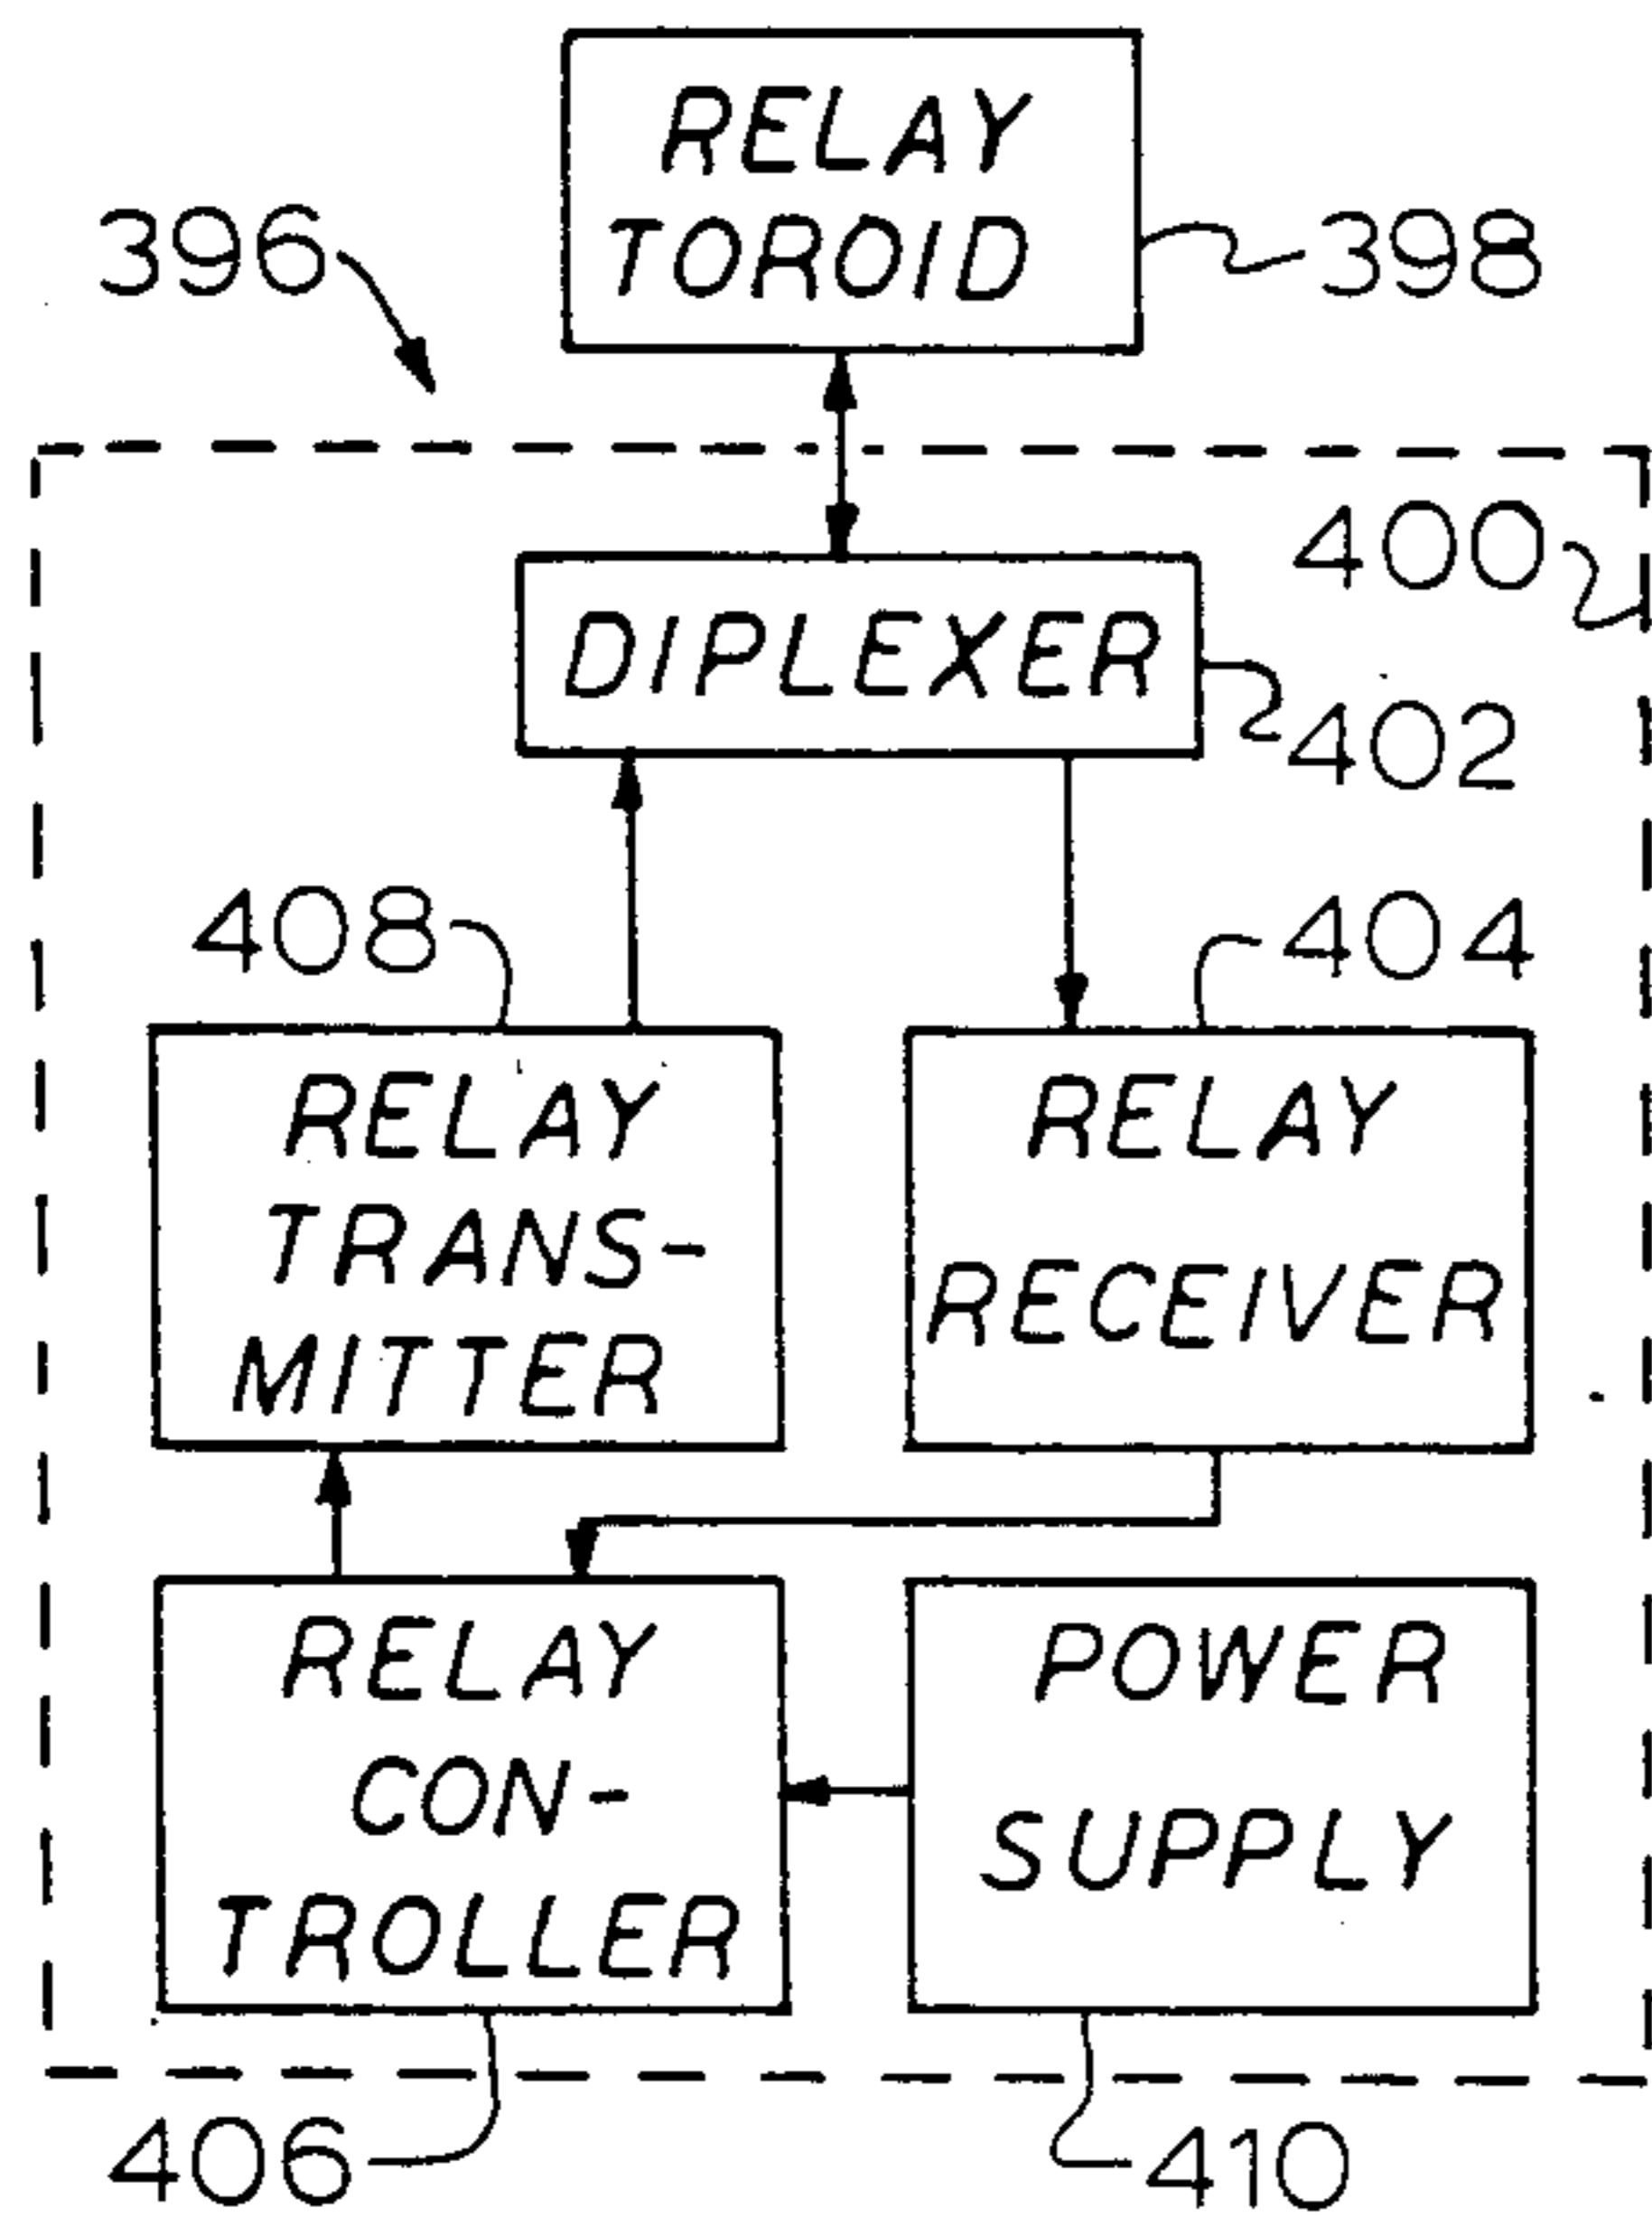 RELAY
TOROID
396
398
400
DIPLEXER
402
408
404
RELAY
TRANS-
MITTER
RELAY
RECEIVER
RELAY
CON-
TROLLER
POWER
SUPPLY
406
410